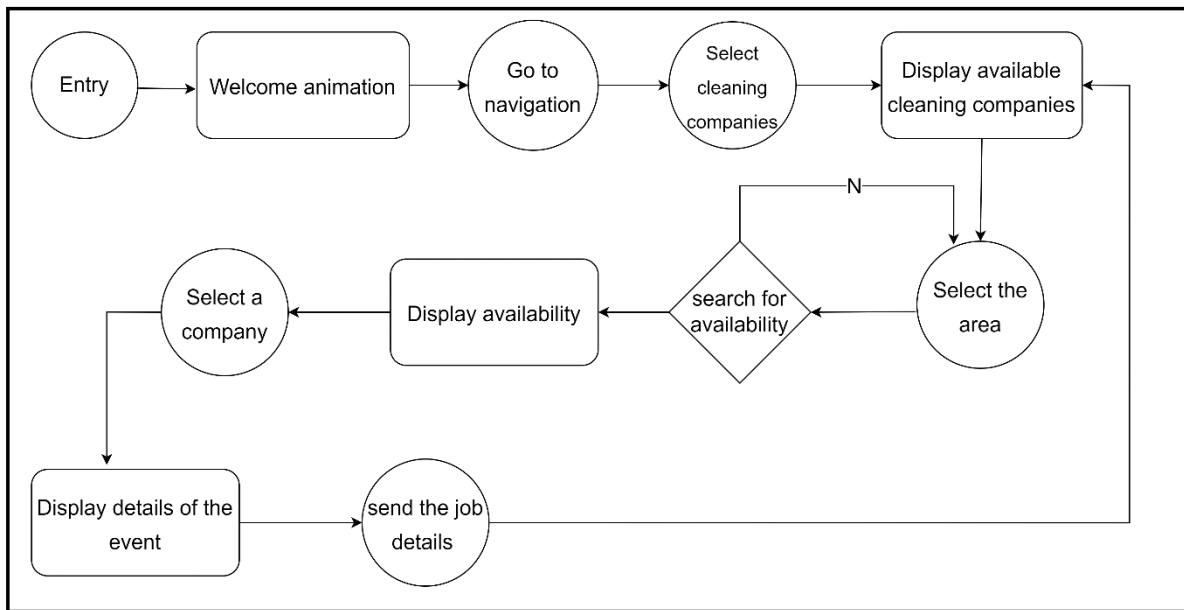 Entry
Welcome animation
Go to
navigation
Select
cleaning
companies
Display available
cleaning companies
N
Select a
company
Display availability
search for
availability
Select the
area
Display details of the
event
send the job
details